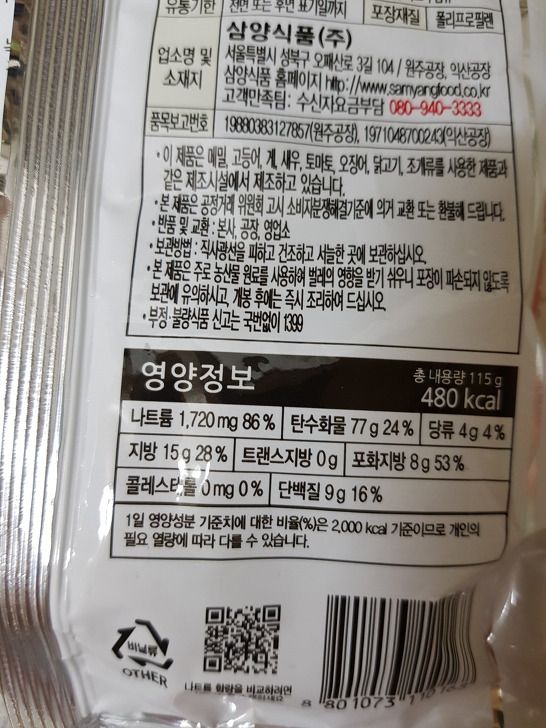 유통기한 전면 또는 후면 표기일까지 포장재질 폴리프로필렌
업소명 및 소재지
삼양식품(주)
서울특별시 성북구 오패산로 3길 104 / 원주공장, 익산공장
삼양식품 홈페이지 http://www.samyangfood.co.kr
고객만족팀: 수신자요금부담 080-940-3333
품목보고번호 19880383127857(원주공장), 1971048700243(익산공장)
•이 제품은 메밀, 고등어, 게, 새우, 토마토, 오징어, 닭고기, 조개류를 사용한 제품과
같은 제조시설에서 제조하고 있습니다.
•본 제품은 공정거래 위원회 고시 소비자분쟁해결기준에 의거 교환 또는 환불해 드립니다.
•반품 및 교환 : 본사, 공장, 영업소
•보관방법 : 직사광선을 피하고 건조하고 서늘한 곳에 보관하십시오.
•본 제품은 주로 농산물 원료를 사용하여 벌레의 영향을 받기 쉬우니 포장이 파손되지 않도록
보관에 유의하시고, 개봉 후에는 즉시 조리하여 드십시오.
•부정·불량식품 신고는 국번없이 1399
영양정보
총 내용량 115 g
480 kcal
나트륨 1,720 mg 86 % 탄수화물 77 g 24 % 당류 4 g 4 %
지방 15 g 28 % 트랜스지방 0 g 포화지방 8 g 53 %
콜레스테롤 0 mg 0 % 단백질 9 g 16 %
1일 영양성분 기준치에 대한 비율(%)은 2,000 kcal 기준이므로 개인의
필요 열량에 따라 다를 수 있습니다.
비닐류
OTHER
나트륨 함량을 비교하려면
8 801073